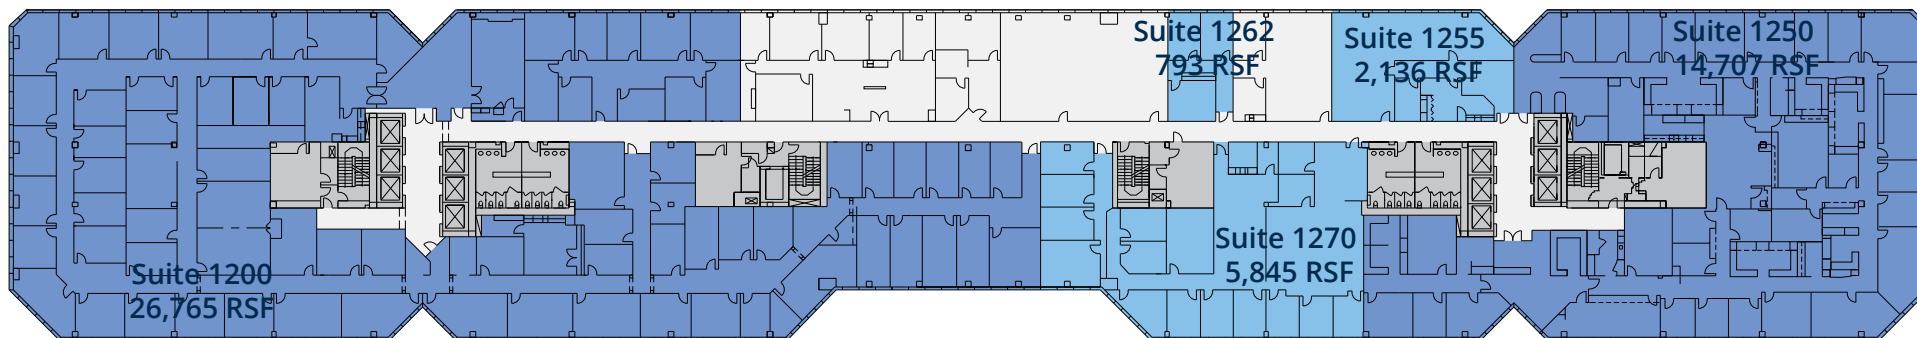 Suite 1262
793 RSF
Suite 1255
2,136 RSF
Suite 1250
14,707 RSF
Suite 1200
26,765 RSF
Suite 1270
5,845 RSF